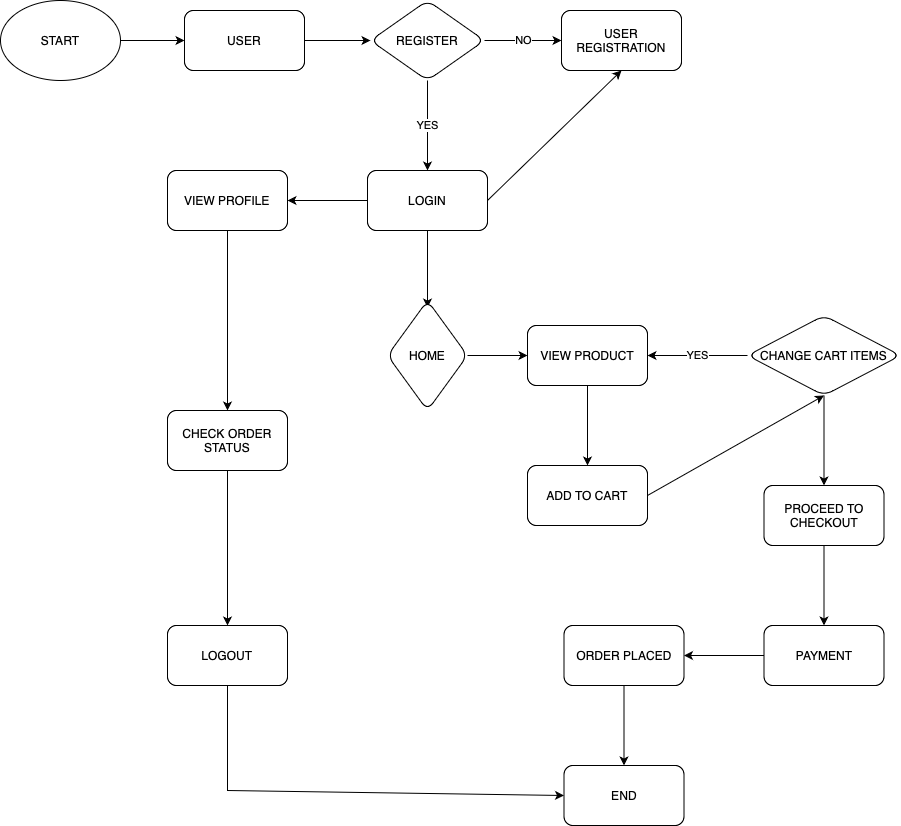 START
USER
REGISTER
NO
USER
REGISTRATION
YES
VIEW PROFILE
LOGIN
HOME
VIEW PRODUCT
YES
CHANGE CART ITEMS
CHECK ORDER
STATUS
ADD TO CART
PROCEED TO
CHECKOUT
LOGOUT
ORDER PLACED
PAYMENT
END